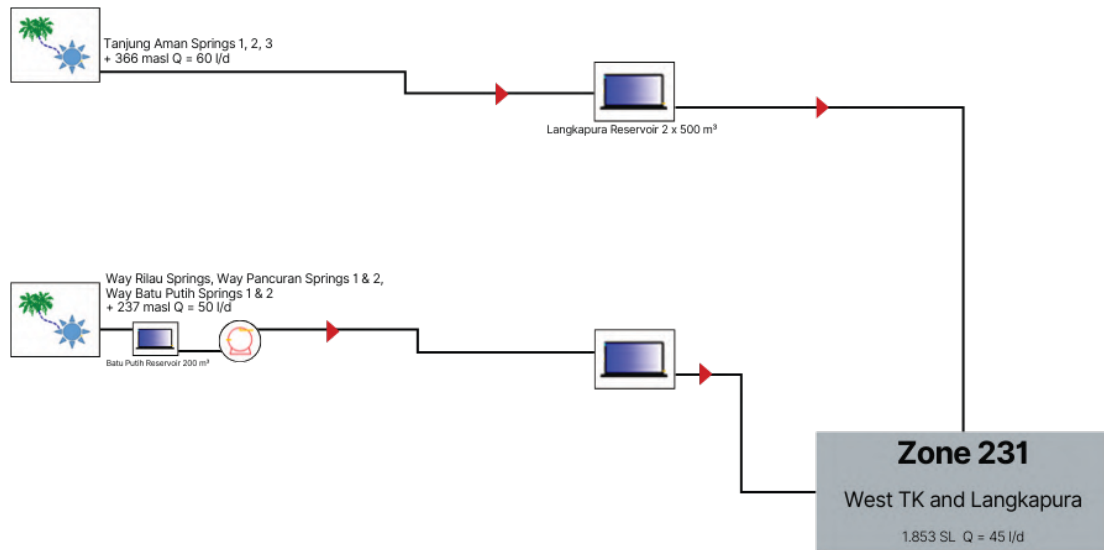 Tanjung Aman Springs 1, 2, 3
+ 366 masl Q = 60 l/d
Langkapura Reservoir 2 x 500 m³
Way Rilau Springs, Way Pancuran Springs 1 & 2,
Way Batu Putih Springs 1 & 2
+ 237 masl Q = 50 l/d
Batu Putih Reservoir 200 m³
Zone 231
West TK and Langkapura
1.853 SL Q = 45 l/d